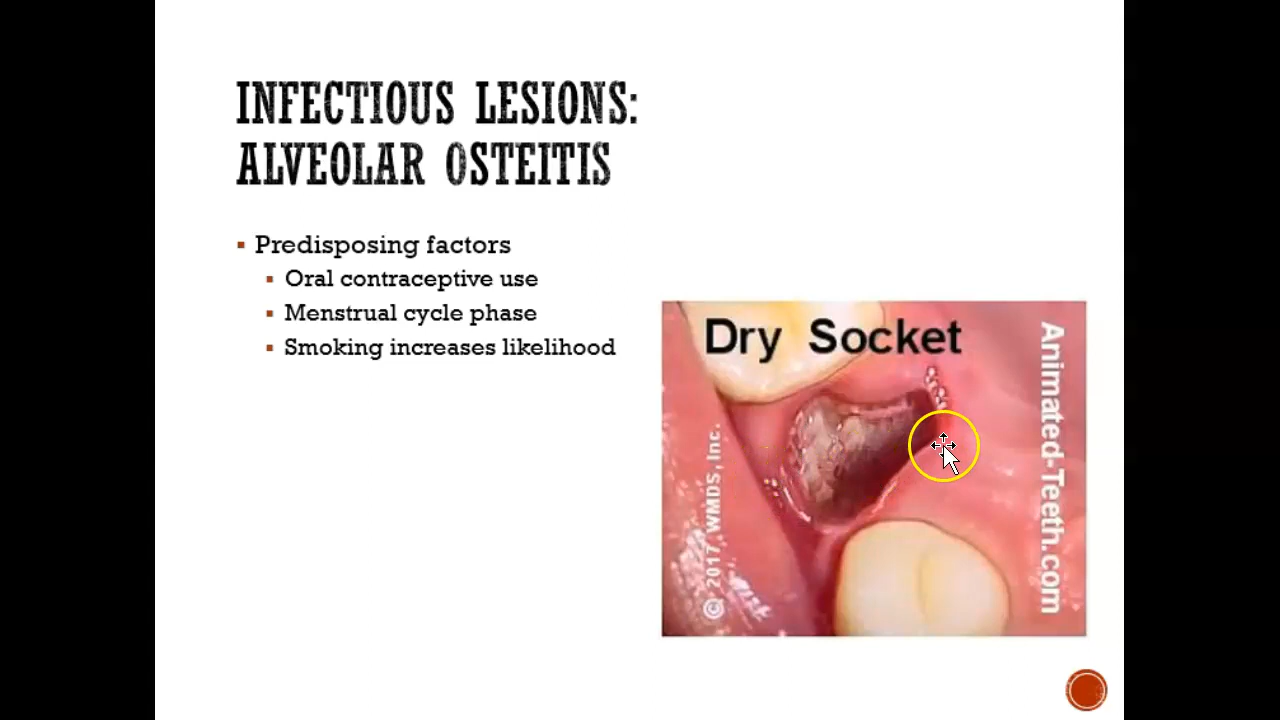 INFECTIOUS LESIONS:
ALVEOLAR OSTEITIS
Predisposing factors
Oral contraceptive use
Menstrual cycle phase
Smoking increases likelihood
Dry Socket
© 2017, WMDS, Inc.
Animated-Teeth.com